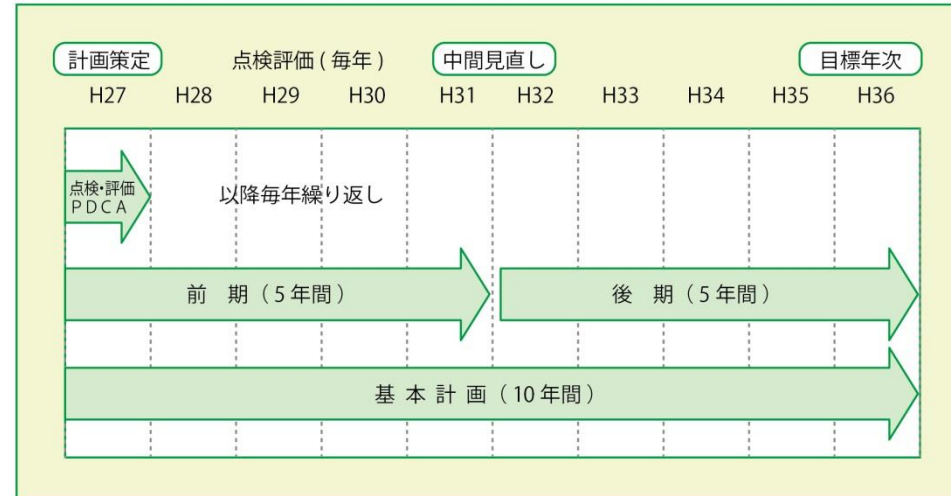 計画策定 点検評価(毎年) 中間見直し 目標年次
H27 H28 H29 H30 H31 H32 H33 H34 H35 H36
点検・評価
PDCA
以降毎年繰り返し
前 期(5年間) 後 期(5年間)
基 本 計 画(10年間)